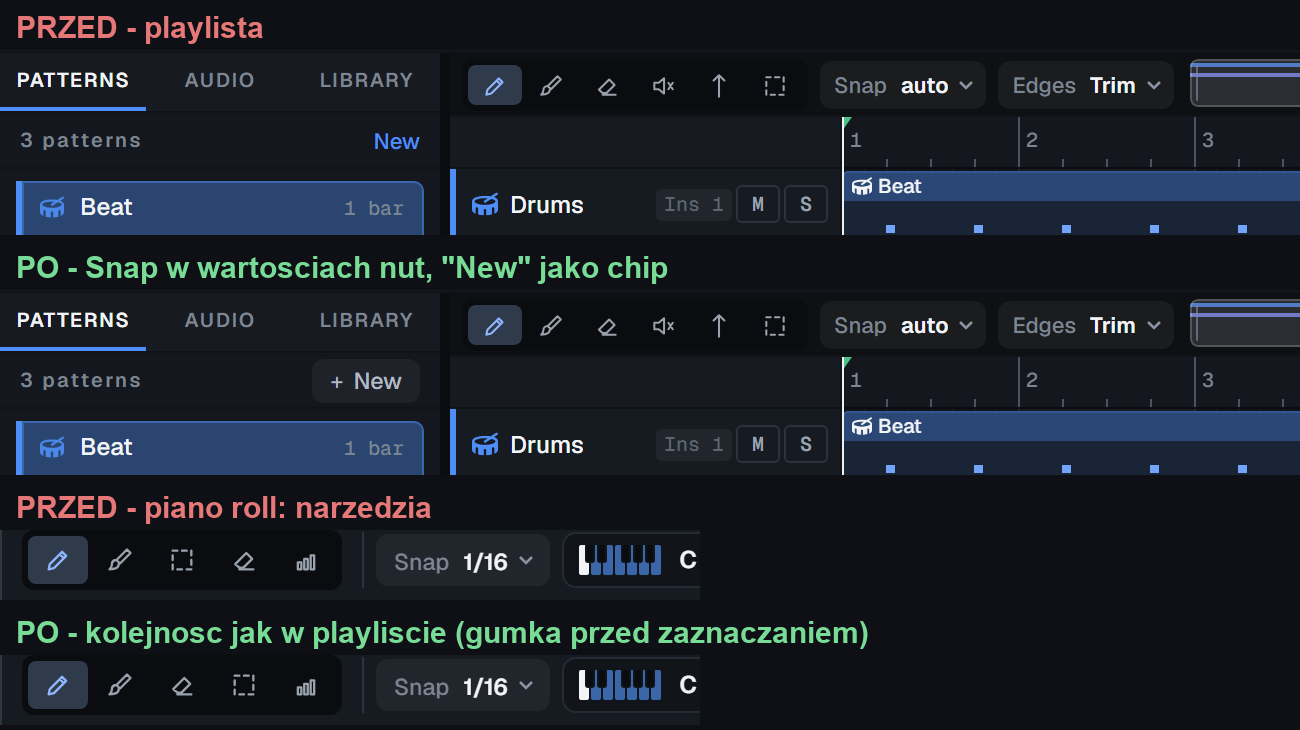 PRZED - playlista
PATTERNS AUDIO LIBRARY Snap auto Edges Trim
3 patterns New 1 2 3
Beat 1 bar Drums Ins 1 M S Beat
PO - Snap w wartosciach nut, "New" jako chip
PATTERNS AUDIO LIBRARY Snap auto Edges Trim
3 patterns + New 1 2 3
Beat 1 bar Drums Ins 1 M S Beat
PRZED - piano roll: narzedzia
Snap 1/16 C
PO - kolejnosc jak w playliscie (gumka przed zaznaczaniem)
Snap 1/16 C